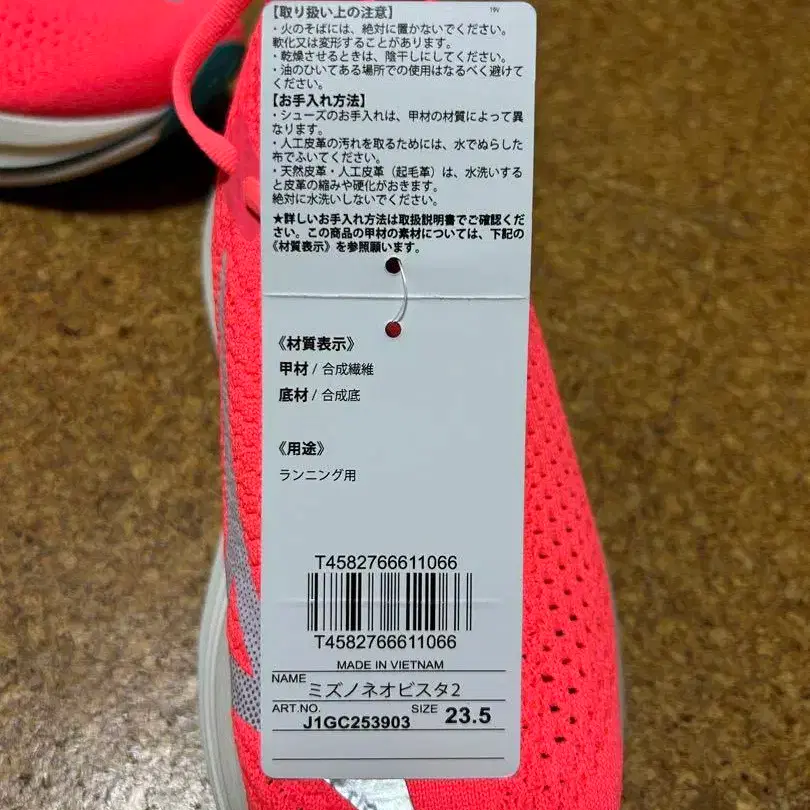 【取り扱い上の注意】 19V
・火のそばには、絶対に置かないでください。
軟化又は変形することがあります。
・乾燥させるときは、陰干しにしてください。
・油のひいてある場所での使用はなるべく避けて
ください。
【お手入れ方法】
・シューズのお手入れは、甲材の材質によって異
なります。
・人工皮革の汚れを取るためには、水でぬらした
布でふいてください。
・天然皮革・人工皮革（起毛革）は、水洗いする
と皮革の縮みや硬化がおきます。
絶対に水洗いしないでください。
★詳しいお手入れ方法は取扱説明書でご確認くだ
さい。この商品の甲材の素材については、下記の
《材質表示》を参照願います。
《材質表示》
甲材 / 合成繊維
底材 / 合成底
《用途》
ランニング用
T4582766611066
T4582766611066
MADE IN VIETNAM
NAME ミズノネオビスタ2
ART.NO. J1GC253903 SIZE 23.5